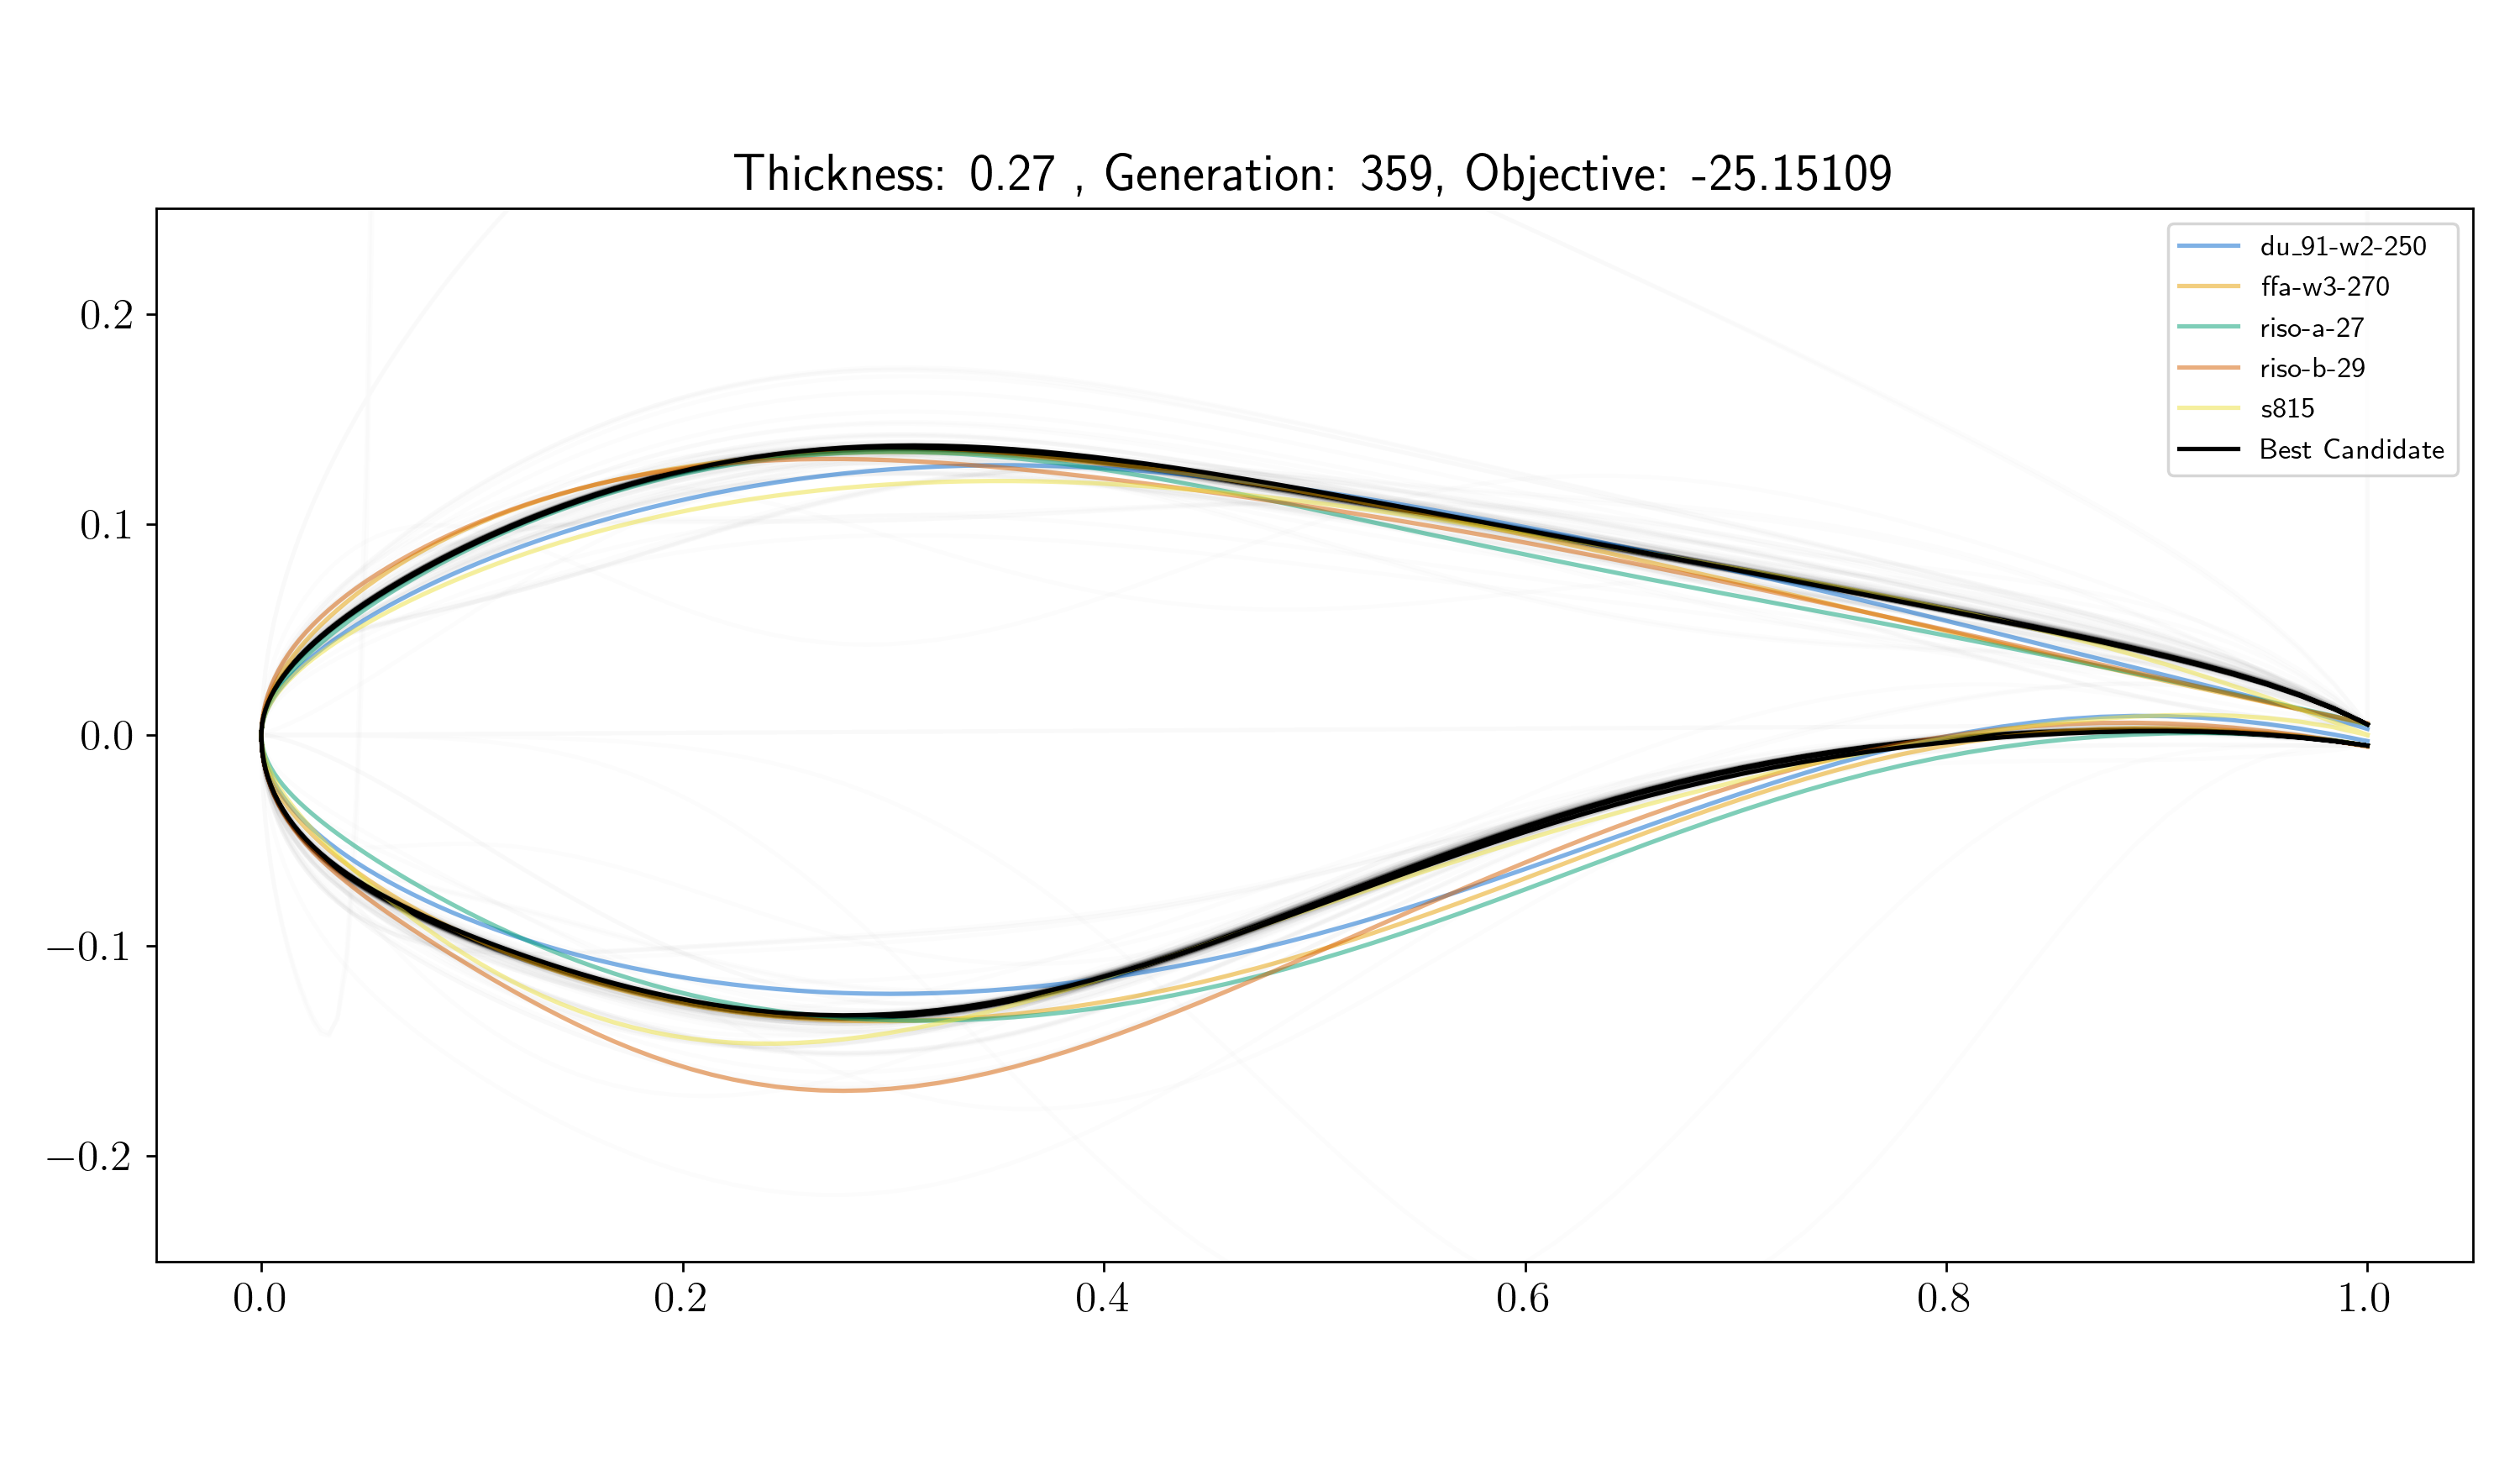 Thickness: 0.27 , Generation: 359, Objective: -25.15109
du_91-w2-250
ffa-w3-270
riso-a-27
riso-b-29
s815
Best Candidate
0.2
0.1
0.0
−0.1
−0.2
0.0 0.2 0.4 0.6 0.8 1.0